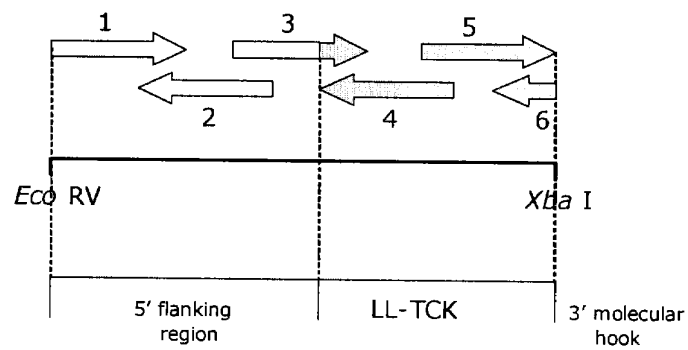 1
3
5
2
4
6
Eco RV
Xba I
5' flanking
region
LL-TCK
3' molecular
hook